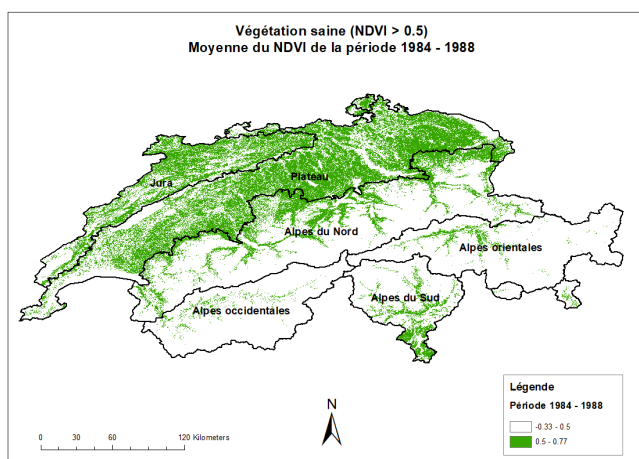 Végétation saine (NDVI > 0.5)
Moyenne du NDVI de la période 1984 - 1988
Jura
Plateau
Alpes du Nord
Alpes orientales
Alpes occidentales
Alpes du Sud
N
0 30 60 120 Kilometers
Légende
Période 1984 - 1988
-0.33 - 0.5
0.5 - 0.77